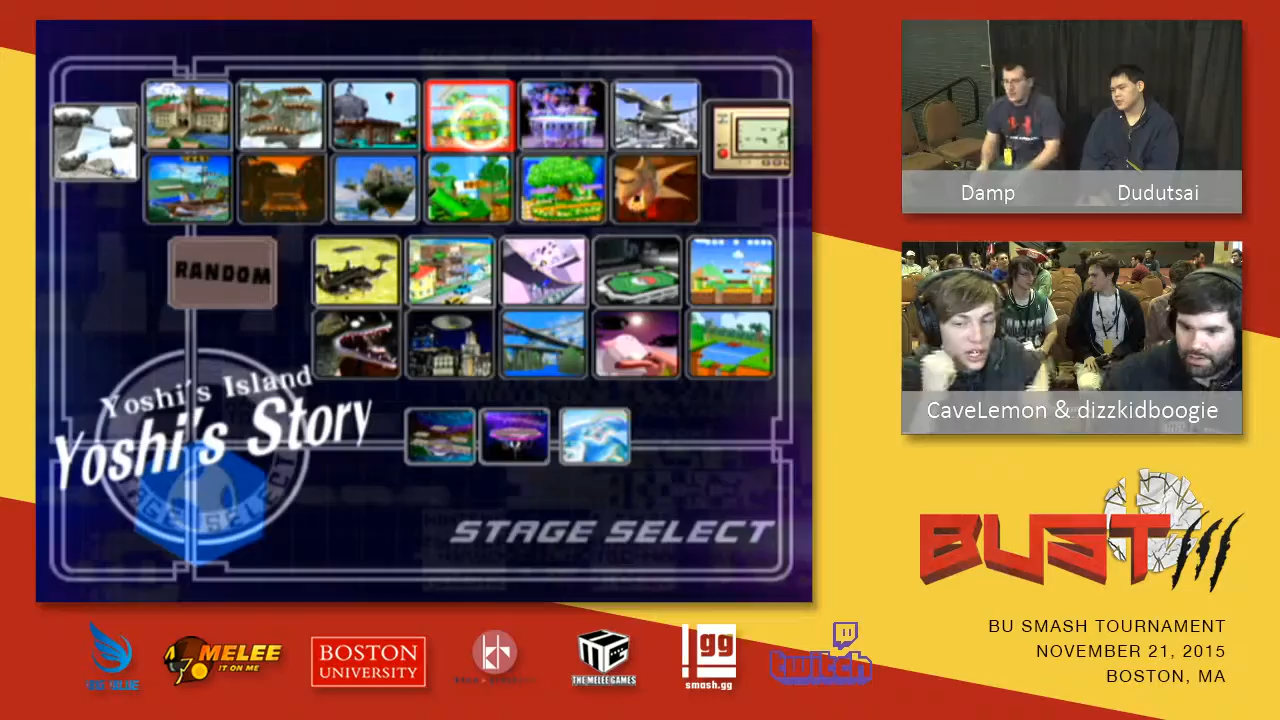 RANDOM
Yoshi's Island
Yoshi's Story
STAGE SELECT
Damp
Dudutsai
CaveLemon & dizzkidboogie
BUST
BU SMASH TOURNAMENT
NOVEMBER 21, 2015
BOSTON, MA
MELEE
IT ON ME
BOSTON
UNIVERSITY
THE MELEE GAMES
gg
smash.gg
twitch